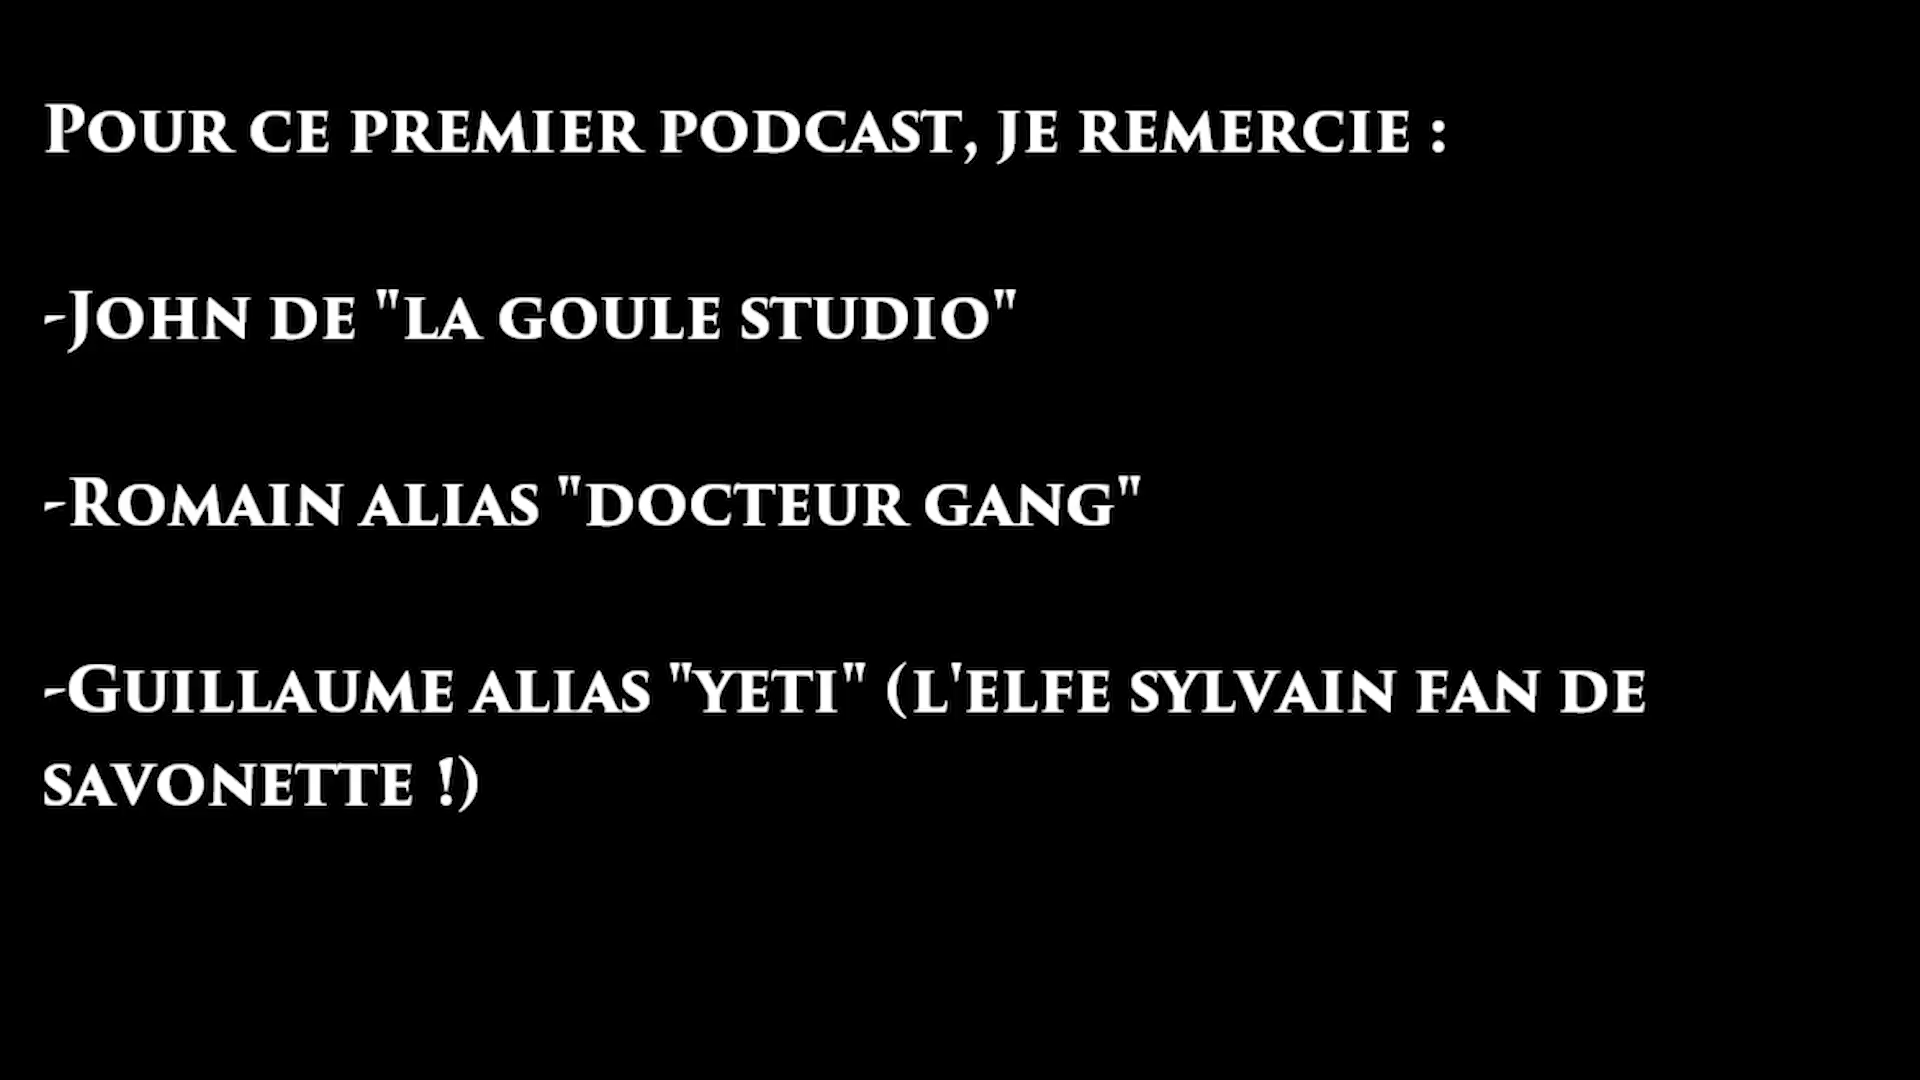 Pour ce premier podcast, je remercie :
-John de "la goule studio"
-Romain alias "docteur gang"
-Guillaume alias "yeti" (l'elfe sylvain fan de
savonette !)